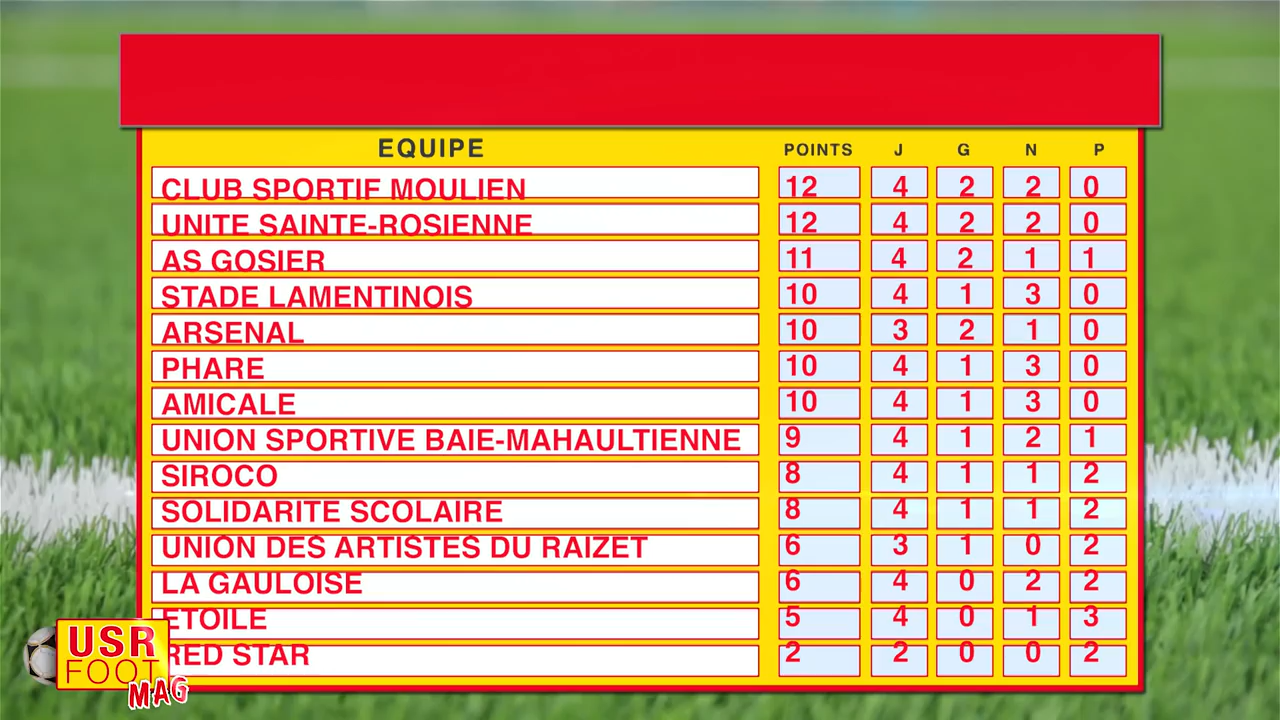 EQUIPE POINTS J G N P
CLUB SPORTIF MOULIEN 12 4 2 2 0
UNITE SAINTE-ROSIENNE 12 4 2 2 0
AS GOSIER 11 4 2 1 1
STADE LAMENTINOIS 10 4 1 3 0
ARSENAL 10 3 2 1 0
PHARE 10 4 1 3 0
AMICALE 10 4 1 3 0
UNION SPORTIVE BAIE-MAHAULTIENNE 9 4 1 2 1
SIROCO 8 4 1 1 2
SOLIDARITE SCOLAIRE 8 4 1 1 2
UNION DES ARTISTES DU RAIZET 6 3 1 0 2
LA GAULOISE 6 4 0 2 2
ETOILE 5 4 0 1 3
RED STAR 2 2 0 0 2
USR
FOOT
MAG